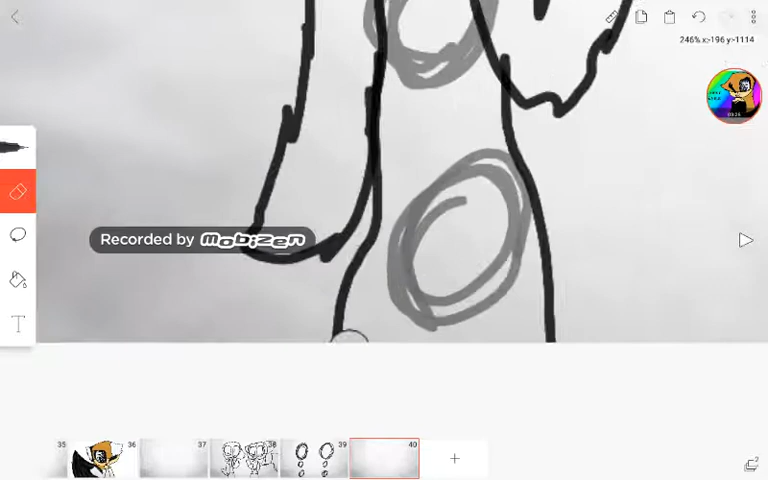 246% x:-196 y:1114
Recorded by mobizen
T
35
36
37
38
39
40
+